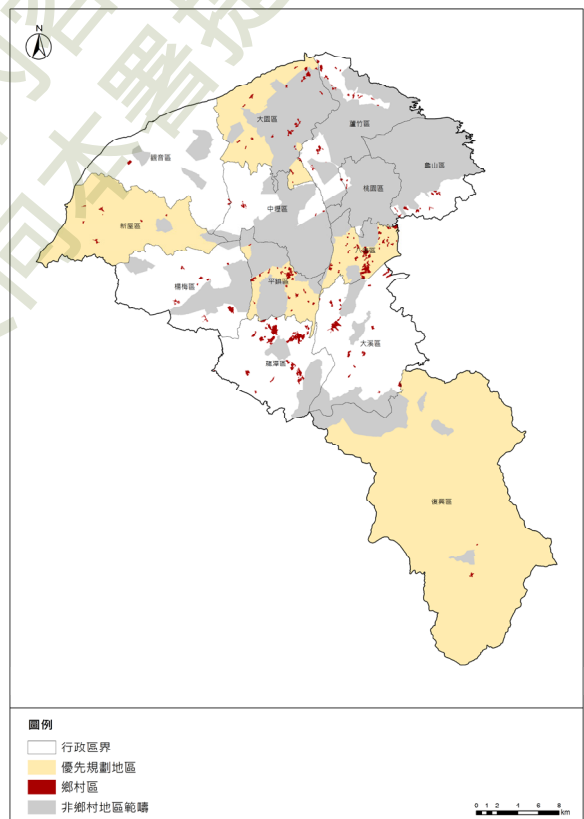 N
大園區
蘆竹區
觀音區
龜山區
桃園區
中壢區
新屋區
八德區
楊梅區
平鎮區
大溪區
龍潭區
復興區
圖例
行政區界
優先規劃地區
鄉村區
非鄉村地區範疇
0 1 2 4 6 8
km